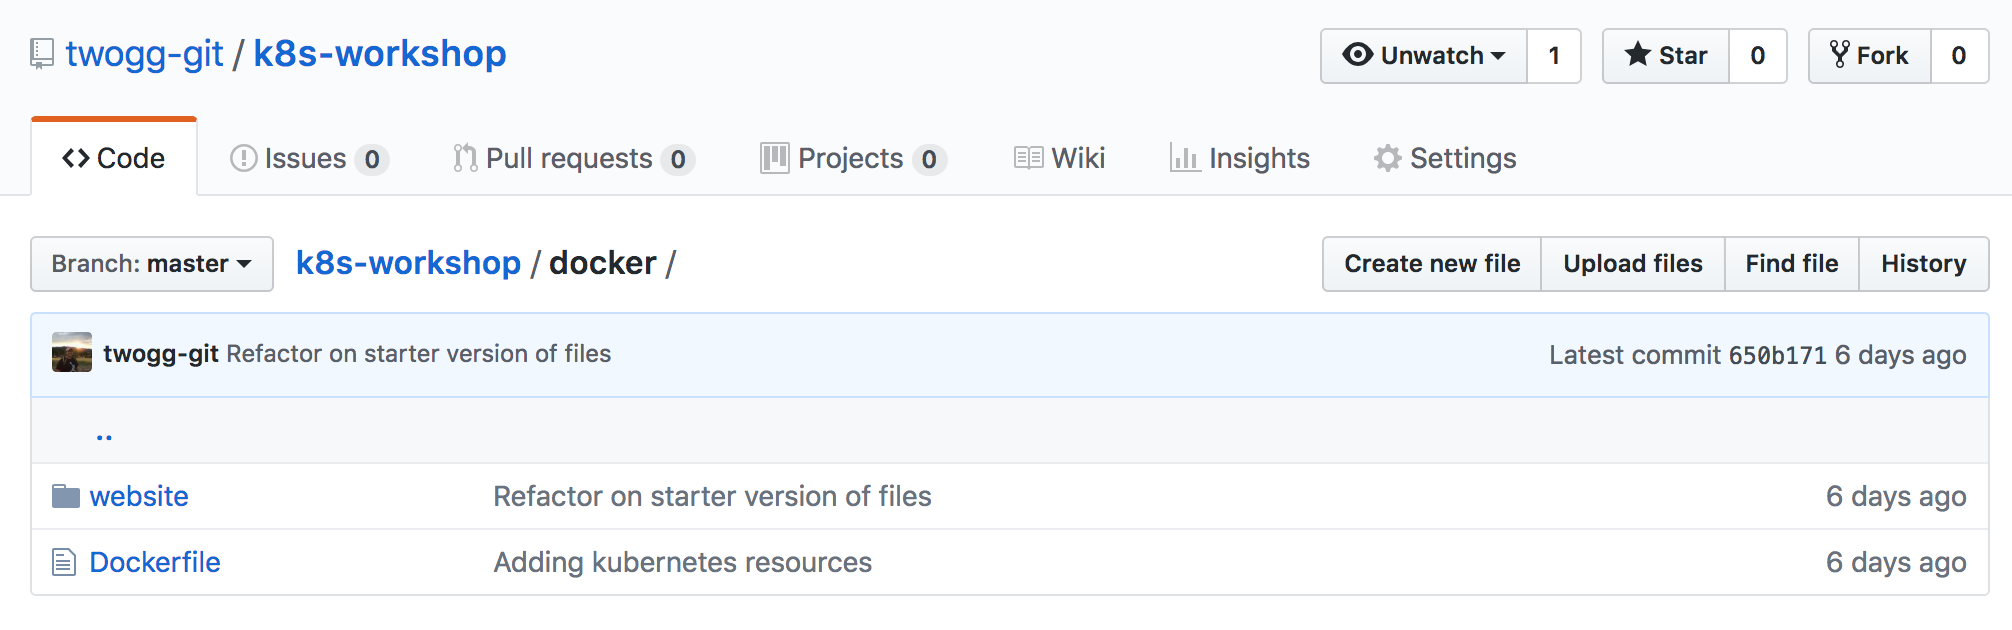 twogg-git / k8s-workshop
Unwatch 1 Star 0 Fork 0
Code Issues 0 Pull requests 0 Projects 0 Wiki Insights Settings
Branch: master k8s-workshop / docker / Create new file Upload files Find file History
twogg-git Refactor on starter version of files Latest commit 650b171 6 days ago
..
website Refactor on starter version of files 6 days ago
Dockerfile Adding kubernetes resources 6 days ago